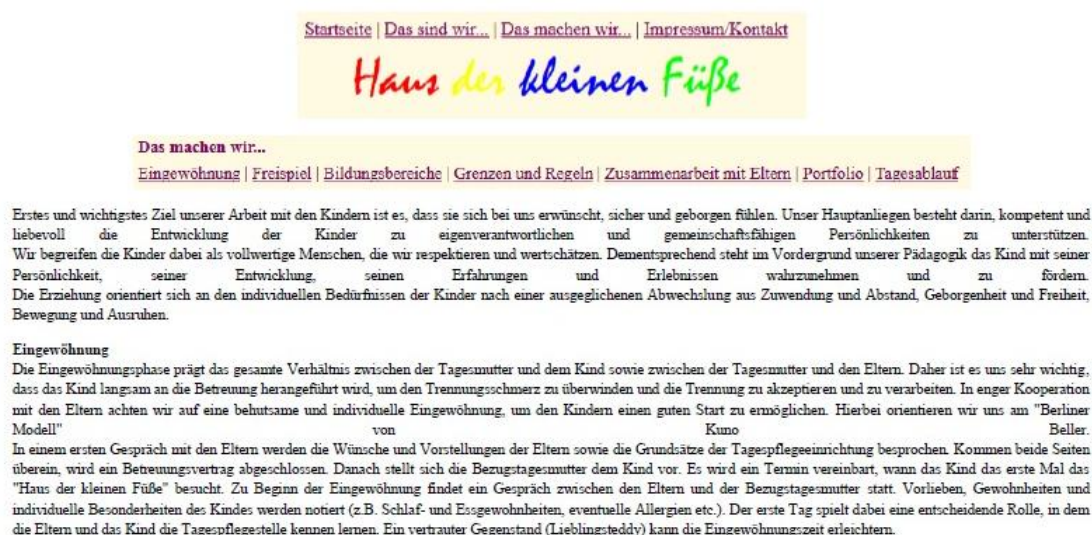 Startseite | Das sind wir... | Das machen wir... | Impressum/Kontakt
Haus der kleinen Füße
Das machen wir...
Eingewöhnung | Freispiel | Bildungsbereiche | Grenzen und Regeln | Zusammenarbeit mit Eltern | Portfolio | Tagesablauf
Erstes und wichtigstes Ziel unserer Arbeit mit den Kindern ist es, dass sie sich bei uns erwünscht, sicher und geborgen fühlen. Unser Hauptanliegen besteht darin, kompetent und
liebevoll die Entwicklung der Kinder zu eigenverantwortlichen und gemeinschaftsfähigen Persönlichkeiten zu unterstützen.
Wir begreifen die Kinder dabei als vollwertige Menschen, die wir respektieren und wertschätzen. Dementsprechend steht im Vordergrund unserer Pädagogik das Kind mit seiner
Persönlichkeit, seiner Entwicklung, seinen Erfahrungen und Erlebnissen wahrzunehmen und zu fördern.
Die Erziehung orientiert sich an den individuellen Bedürfnissen der Kinder nach einer ausgeglichenen Abwechslung aus Zuwendung und Abstand, Geborgenheit und Freiheit,
Bewegung und Ausruhen.
Eingewöhnung
Die Eingewöhnungsphase prägt das gesamte Verhältnis zwischen der Tagesmutter und dem Kind sowie zwischen der Tagesmutter und den Eltern. Daher ist es uns sehr wichtig,
dass das Kind langsam an die Betreuung herangeführt wird, um den Trennungsschmerz zu überwinden und die Trennung zu akzeptieren und zu verarbeiten. In enger Kooperation
mit den Eltern achten wir auf eine behutsame und individuelle Eingewöhnung, um den Kindern einen guten Start zu ermöglichen. Hierbei orientieren wir uns am "Berliner
Modell" von Kuno Beller.
In einem ersten Gespräch mit den Eltern werden die Wünsche und Vorstellungen der Eltern sowie die Grundsätze der Tagespflegeeinrichtung besprochen. Kommen beide Seiten
überein, wird ein Betreuungsvertrag abgeschlossen. Danach stellt sich die Bezugstagesmutter dem Kind vor. Es wird ein Termin vereinbart, wann das Kind das erste Mal das
"Haus der kleinen Füße" besucht. Zu Beginn der Eingewöhnung findet ein Gespräch zwischen den Eltern und der Bezugstagesmutter statt. Vorlieben, Gewohnheiten und
individuelle Besonderheiten des Kindes werden notiert (z.B. Schlaf- und Essgewohnheiten, eventuelle Allergien etc.). Der erste Tag spielt dabei eine entscheidende Rolle, in dem
die Eltern und das Kind die Tagespflegestelle kennen lernen. Ein vertrauter Gegenstand (Lieblingsteddy) kann die Eingewöhnungszeit erleichtern.